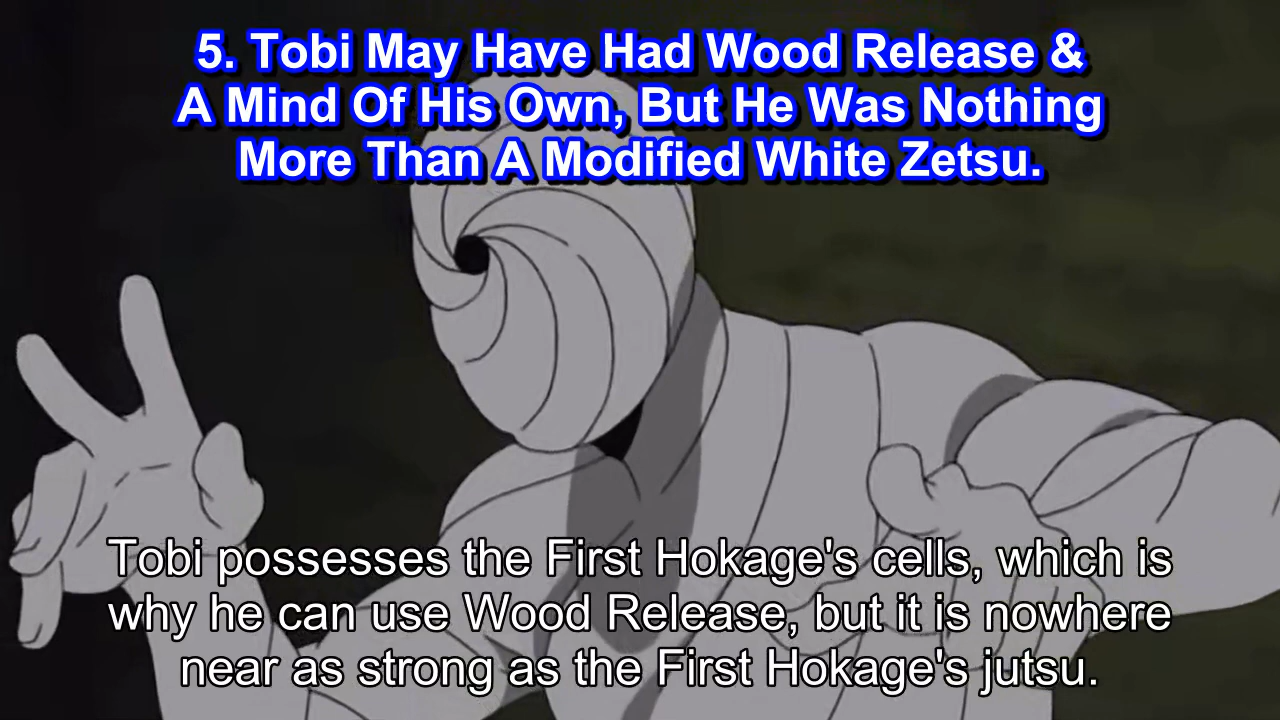 5. Tobi May Have Had Wood Release &
A Mind Of His Own, But He Was Nothing
More Than A Modified White Zetsu.
Tobi possesses the First Hokage's cells, which is
why he can use Wood Release, but it is nowhere
near as strong as the First Hokage's jutsu.